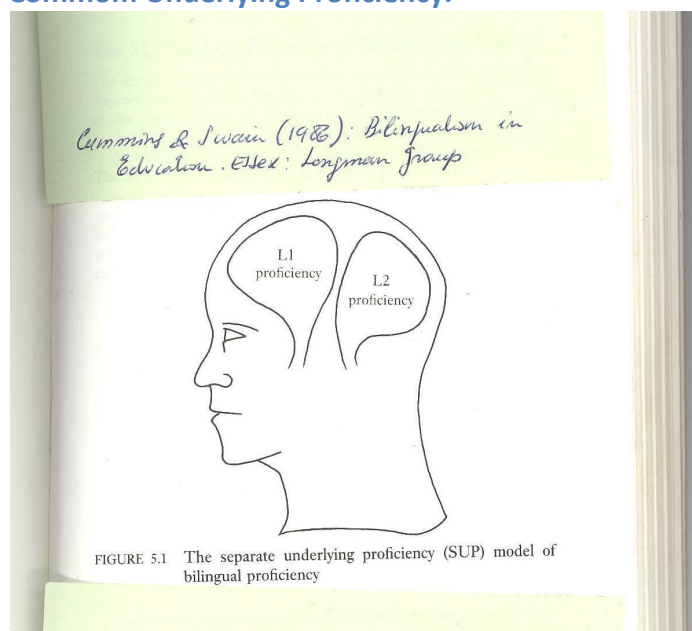 Common Underlying Proficiency.
Cummins & Swain (1986): Bilingualism in
Education. Essex: Longman Group
L1
proficiency
L2
proficiency
FIGURE 5.1 The separate underlying proficiency (SUP) model of
bilingual proficiency